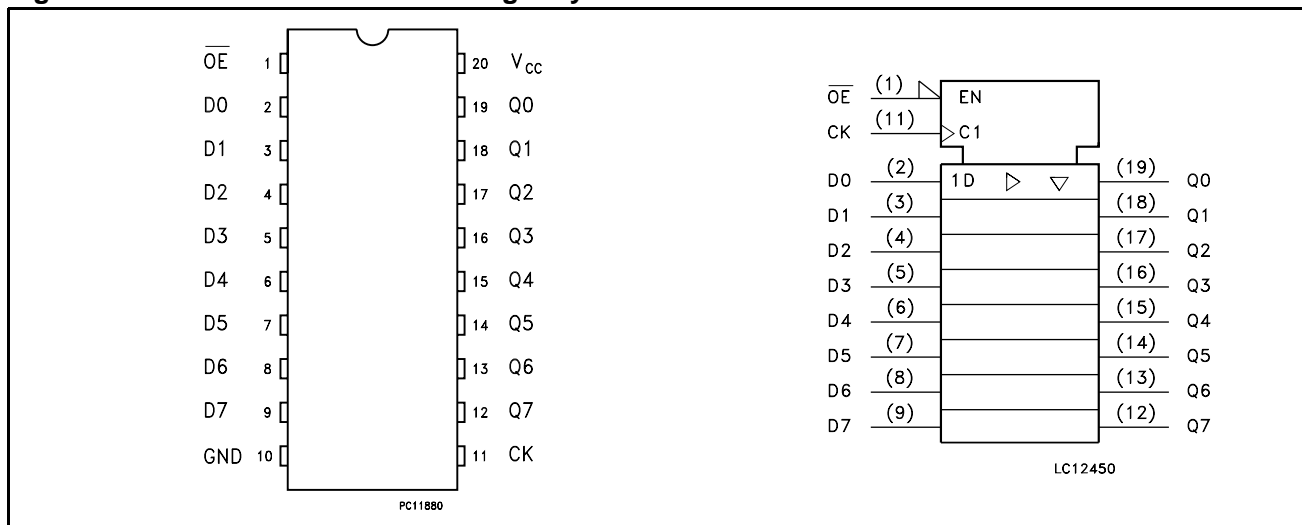 OE 1 20 VCC
D0 2 19 Q0
D1 3 18 Q1
D2 4 17 Q2
D3 5 16 Q3
D4 6 15 Q4
D5 7 14 Q5
D6 8 13 Q6
D7 9 12 Q7
GND 10 11 CK
PC11880
OE (1) EN
CK (11) C1
D0 (2) 1D (19) Q0
D1 (3) (18) Q1
D2 (4) (17) Q2
D3 (5) (16) Q3
D4 (6) (15) Q4
D5 (7) (14) Q5
D6 (8) (13) Q6
D7 (9) (12) Q7
LC12450